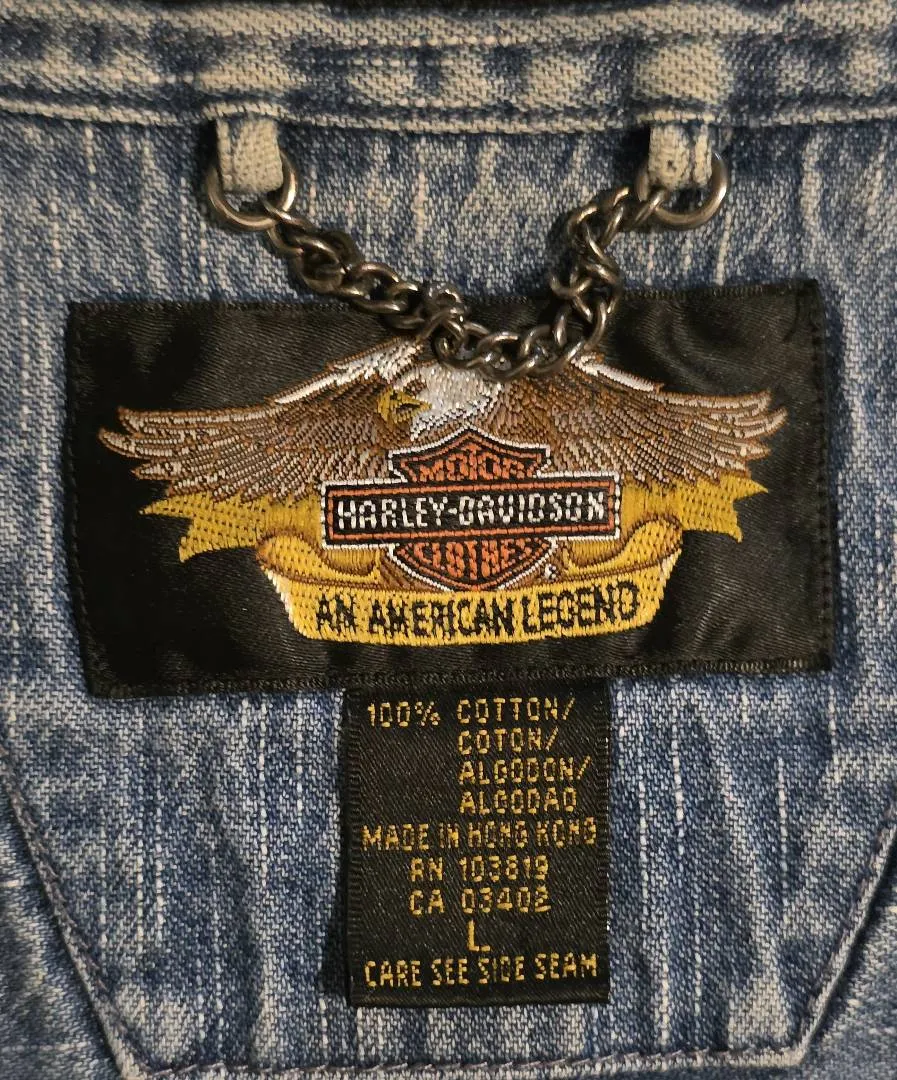 MOTOR
HARLEY-DAVIDSON
CLOTHES
AN AMERICAN LEGEND
100% COTTON/
COTON/
ALGODON/
ALGODAO
MADE IN HONG KONG
RN 103819
CA 03402
L
CARE SEE SIDE SEAM